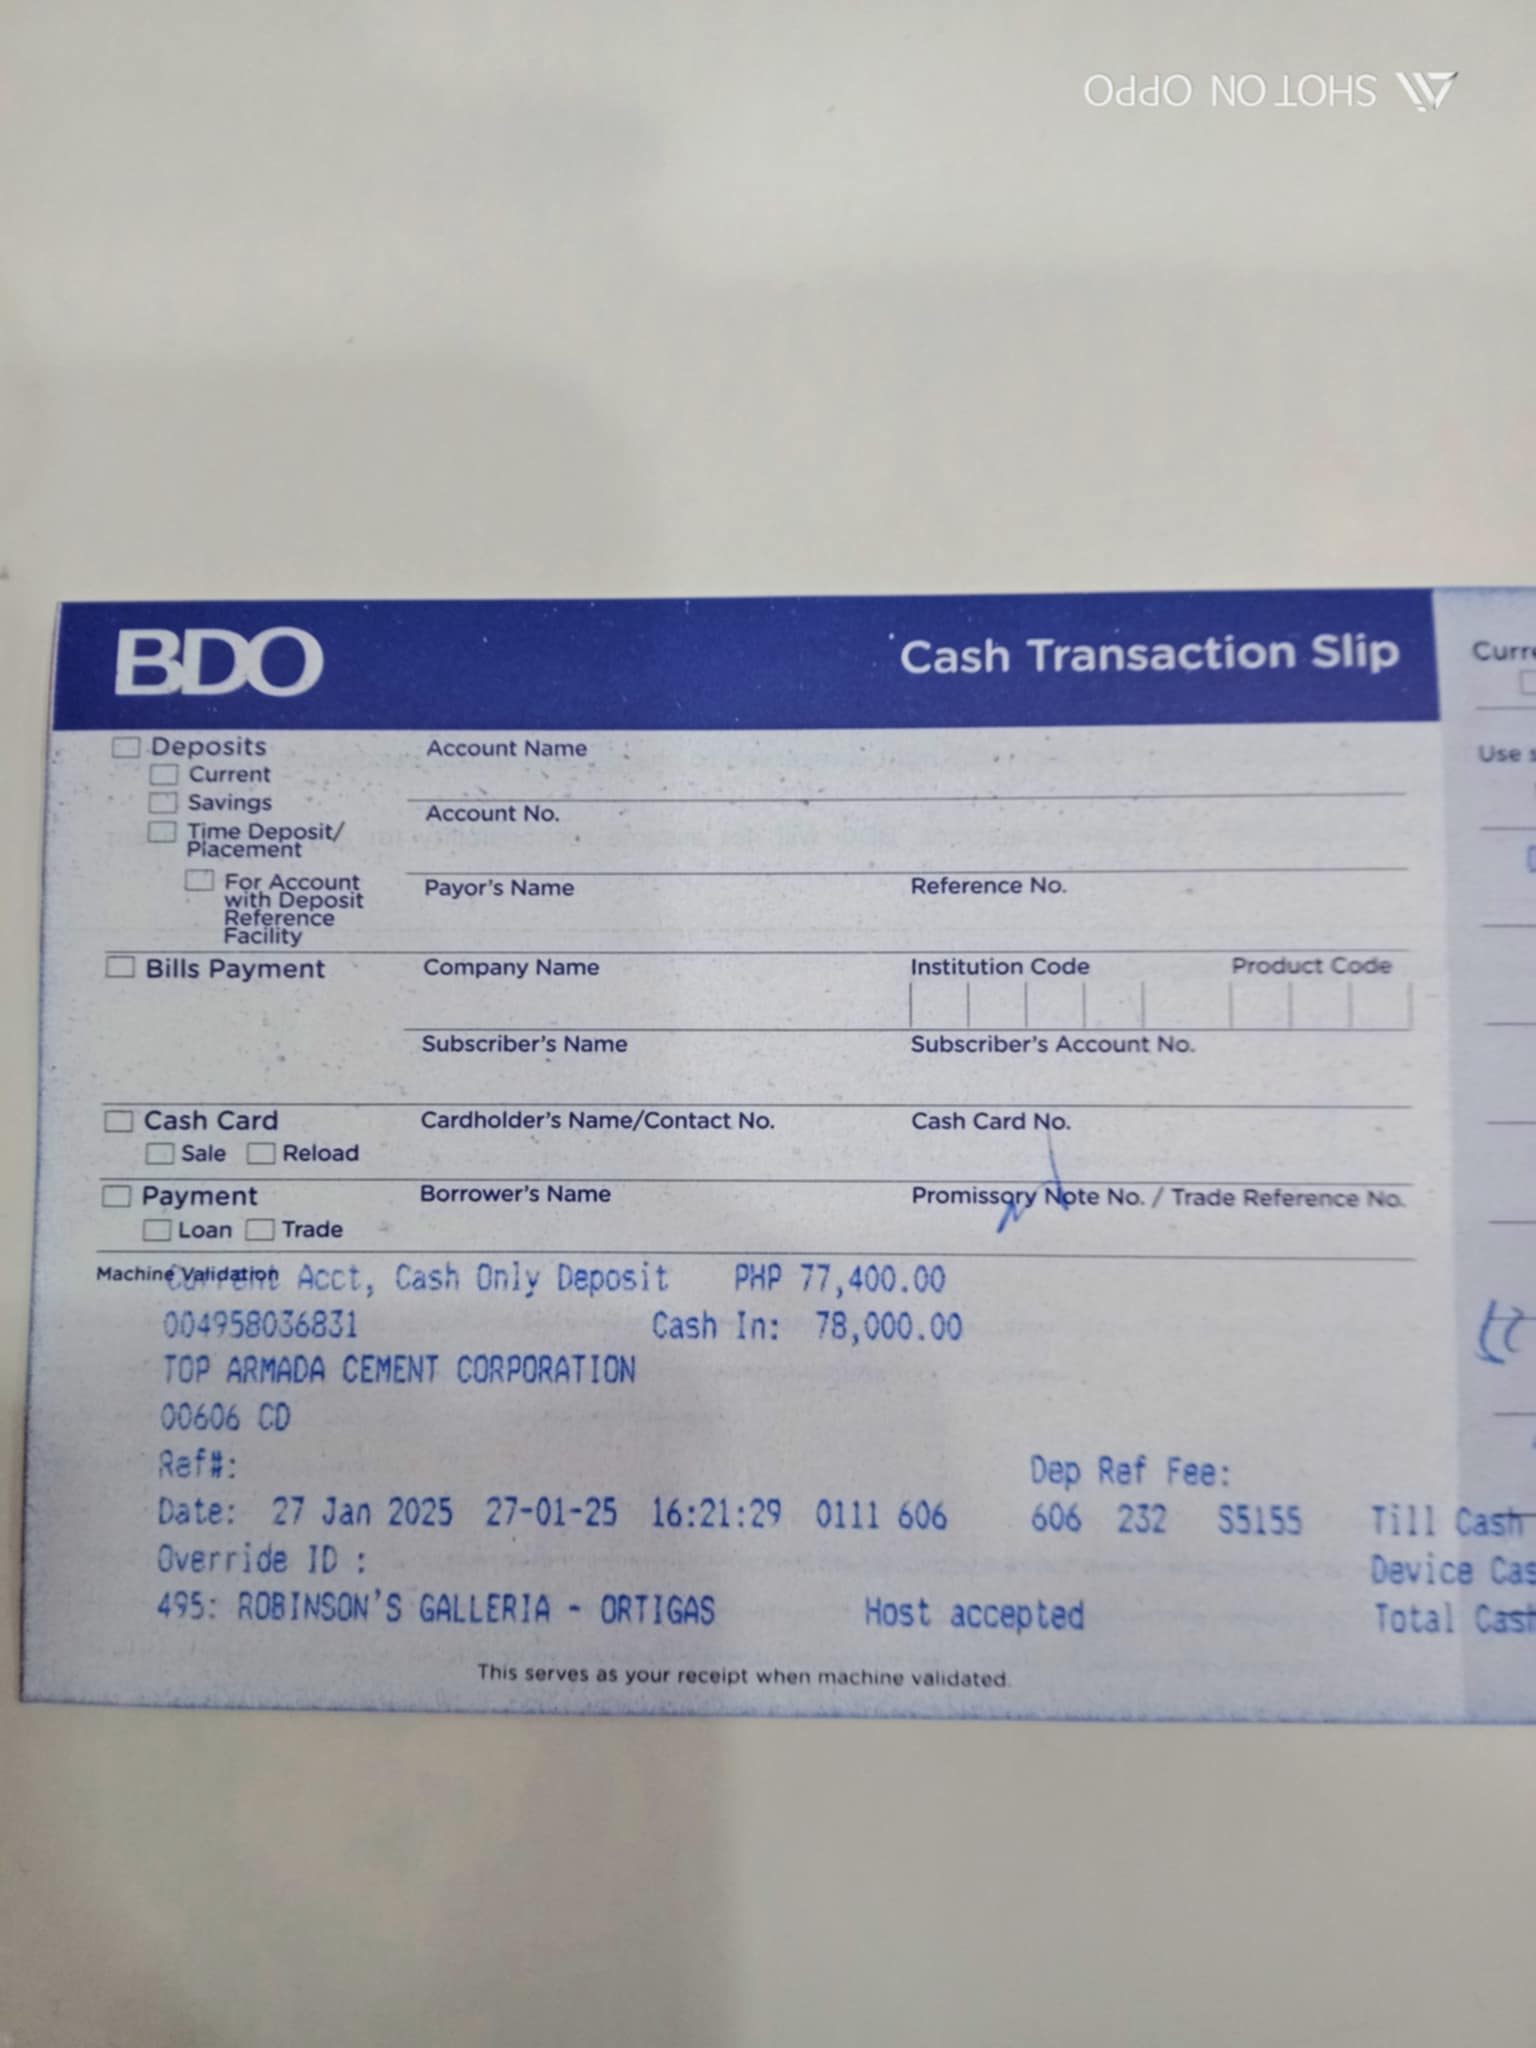 SHOT ON OPPO
BDO
Cash Transaction Slip
Deposits
Current
Savings
Time Deposit/
Placement
For Account
with Deposit
Reference
Facility
Account Name
Account No.
Payor's Name
Reference No.
Bills Payment
Company Name
Institution Code
Product Code
Subscriber's Name
Subscriber's Account No.
Cash Card
Sale
Reload
Cardholder's Name/Contact No.
Cash Card No.
Payment
Loan
Trade
Borrower's Name
Promissory Note No. / Trade Reference No.
Machine Validation
Current Acct, Cash Only Deposit PHP 77,400.00
004958036831 Cash In: 78,000.00
TOP ARMADA CEMENT CORPORATION
00606 CD
Ref#: Dep Ref Fee:
Date: 27 Jan 2025 27-01-25 16:21:29 0111 606 606 232 S5155 Till Cash
Override ID : Device Cas
495: ROBINSON'S GALLERIA - ORTIGAS Host accepted Total Cash
This serves as your receipt when machine validated.
Curre
Use s